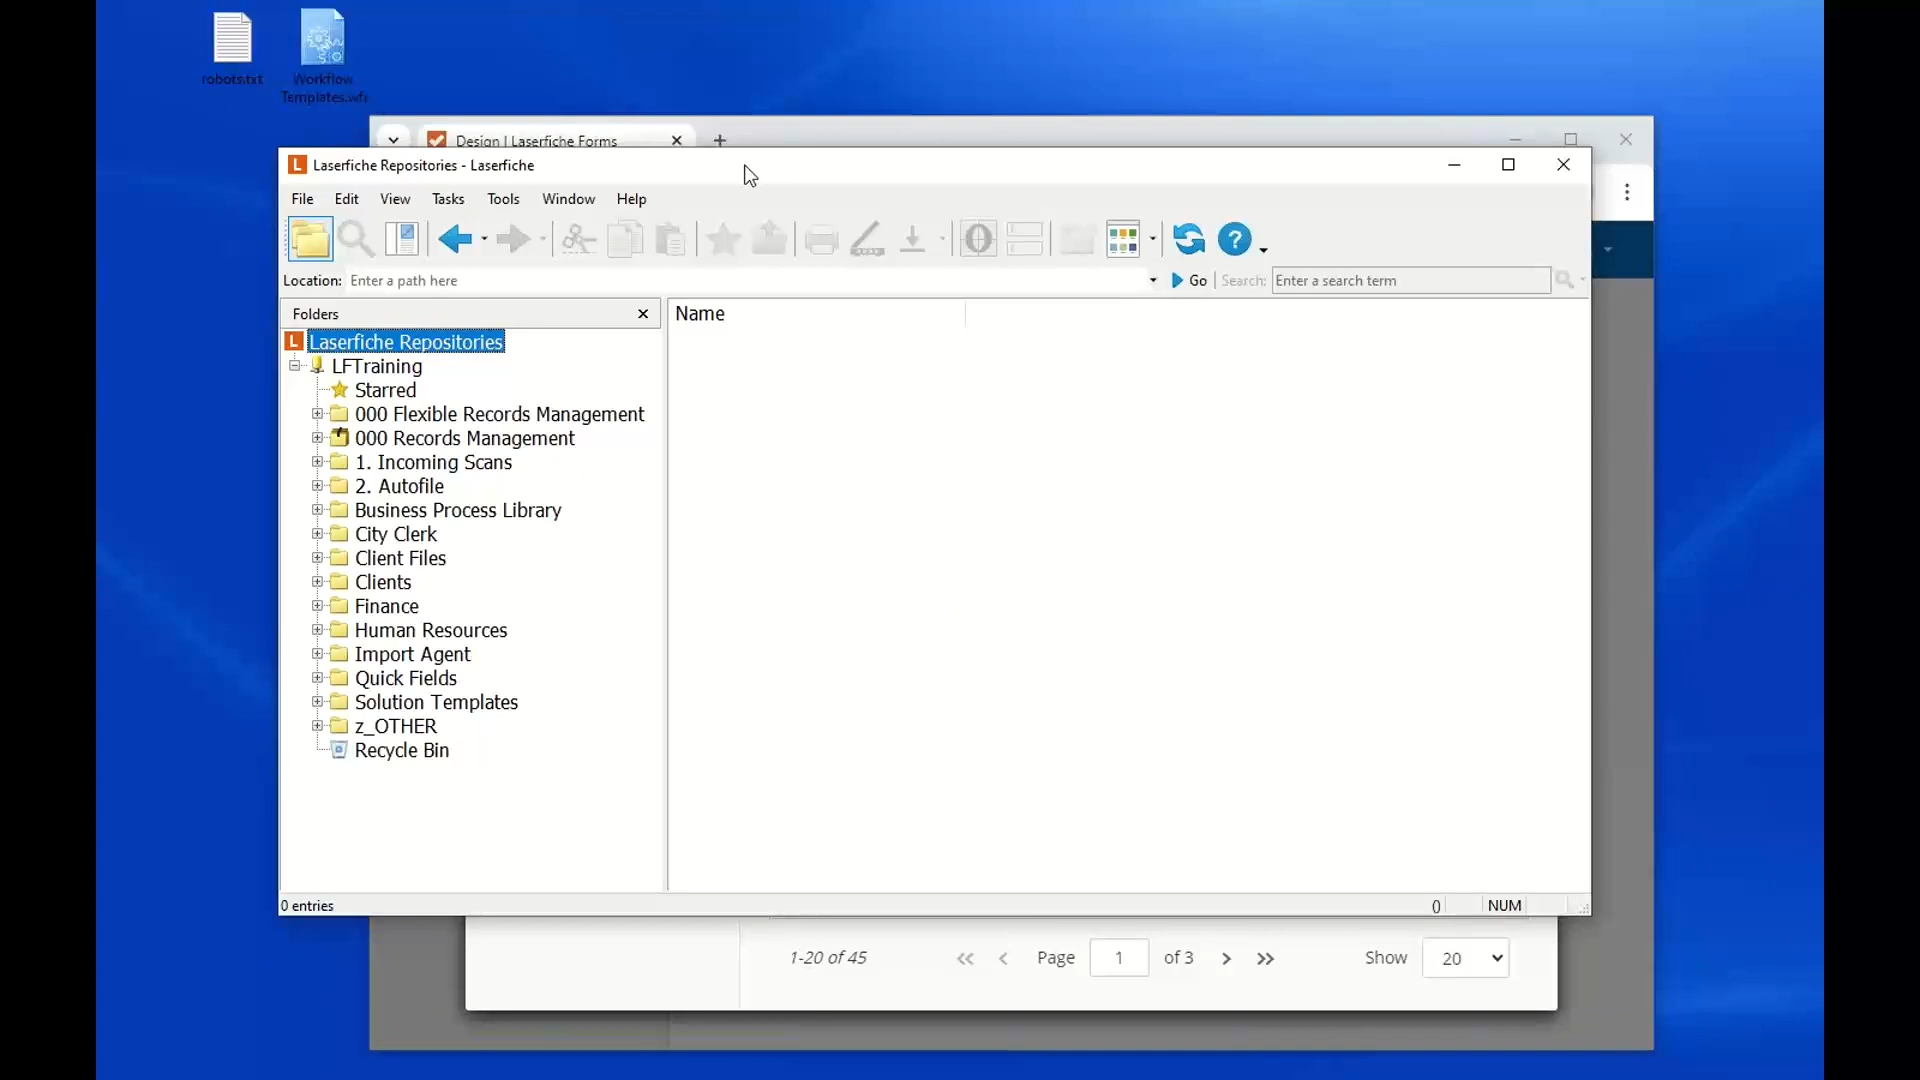 robots.txt
Workflow
Templates.wfi
Design | Laserfiche Forms
Laserfiche Repositories - Laserfiche
File Edit View Tasks Tools Window Help
Location: Enter a path here Go Search: Enter a search term
Folders
Name
Laserfiche Repositories
LFTraining
Starred
000 Flexible Records Management
000 Records Management
1. Incoming Scans
2. Autofile
Business Process Library
City Clerk
Client Files
Clients
Finance
Human Resources
Import Agent
Quick Fields
Solution Templates
z_OTHER
Recycle Bin
0 entries () NUM
1-20 of 45 Page 1 of 3 Show 20